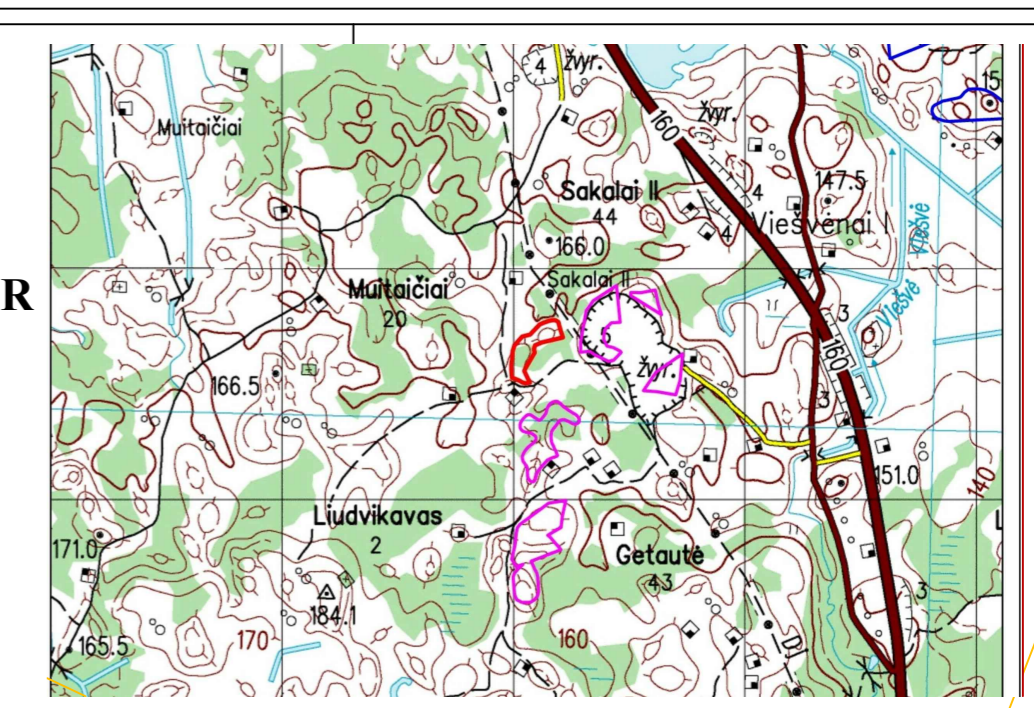 4 žvyr.
15
Muitaičiai
160
žvyr.
Sakalai II
44
4
147.5
4
Viešvėnai I
Viešvė
166.0
Sakalai II
R
Muitaičiai
20
3
Viešvė
5
160
žvyr.
166.5
3
151.0
140
Liudvikavas
2
171.0
Getautė
43
184.1
3
165.5
170
160